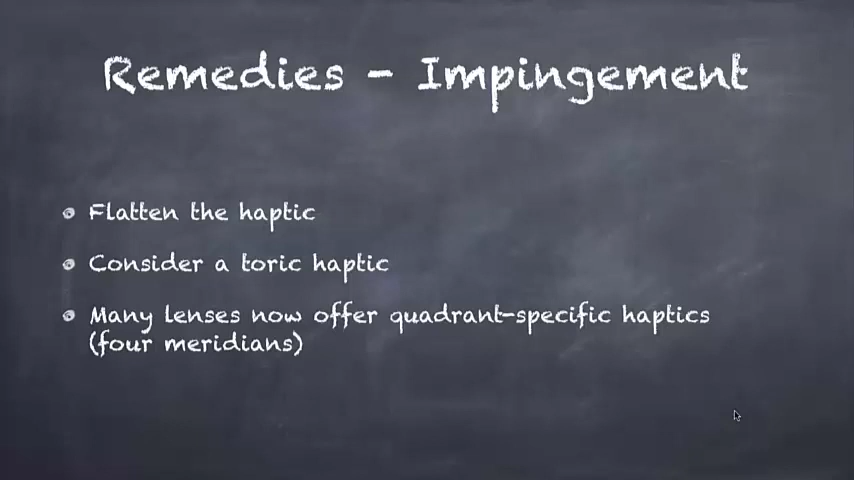 Remedies - Impingement
Flatten the haptic
Consider a toric haptic
Many lenses now offer quadrant-specific haptics
(four meridians)